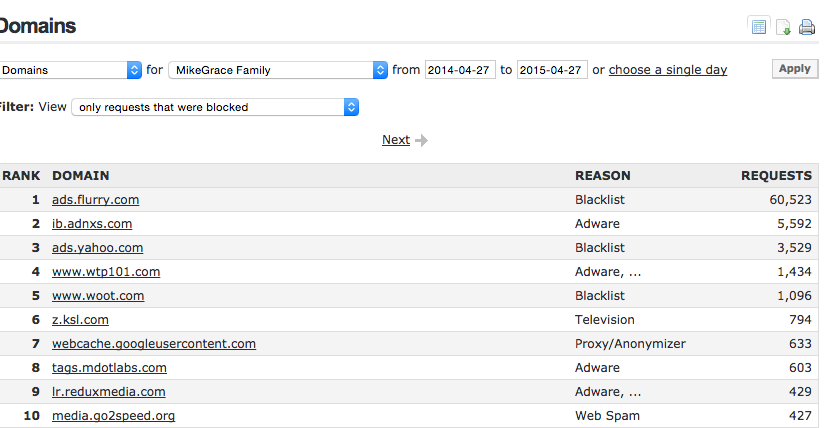 Domains
Domains for MikeGrace Family from 2014-04-27 to 2015-04-27 or choose a single day Apply
Filter: View only requests that were blocked
Next
RANK DOMAIN REASON REQUESTS
1 ads.flurry.com Blacklist 60,523
2 ib.adnxs.com Adware 5,592
3 ads.yahoo.com Blacklist 3,529
4 www.wtp101.com Adware, ... 1,434
5 www.woot.com Blacklist 1,096
6 z.ksl.com Television 794
7 webcache.googleusercontent.com Proxy/Anonymizer 633
8 tags.mdotlabs.com Adware 603
9 lr.reduxmedia.com Adware, ... 429
10 media.go2speed.org Web Spam 427